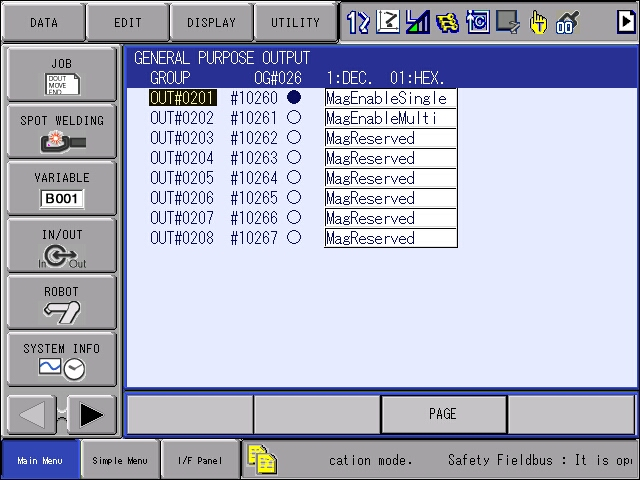 DATA EDIT DISPLAY UTILITY
JOB
DOUT
MOVE
END
SPOT WELDING
VARIABLE
B001
IN/OUT
In Out
ROBOT
SYSTEM INFO
GENERAL PURPOSE OUTPUT
GROUP OG#026 1:DEC. 01:HEX.
OUT#0201 #10260 MagEnableSingle
OUT#0202 #10261 MagEnableMulti
OUT#0203 #10262 MagReserved
OUT#0204 #10263 MagReserved
OUT#0205 #10264 MagReserved
OUT#0206 #10265 MagReserved
OUT#0207 #10266 MagReserved
OUT#0208 #10267 MagReserved
PAGE
Main Menu Simple Menu I/F Panel cation mode. Safety Fieldbus : It is op